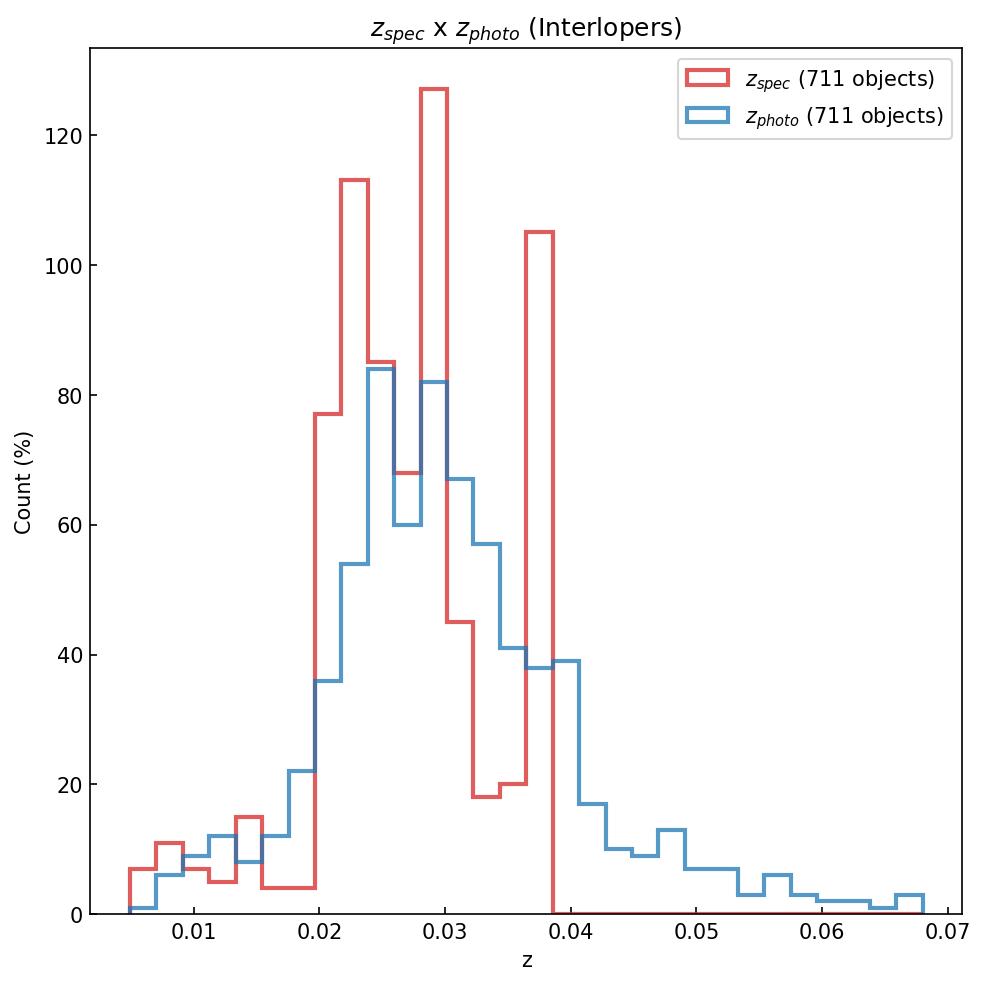 z_spec x z_photo (Interlopers)
z_spec (711 objects)
z_photo (711 objects)
Count (%)
120
100
80
60
40
20
0
0.01 0.02 0.03 0.04 0.05 0.06 0.07
z